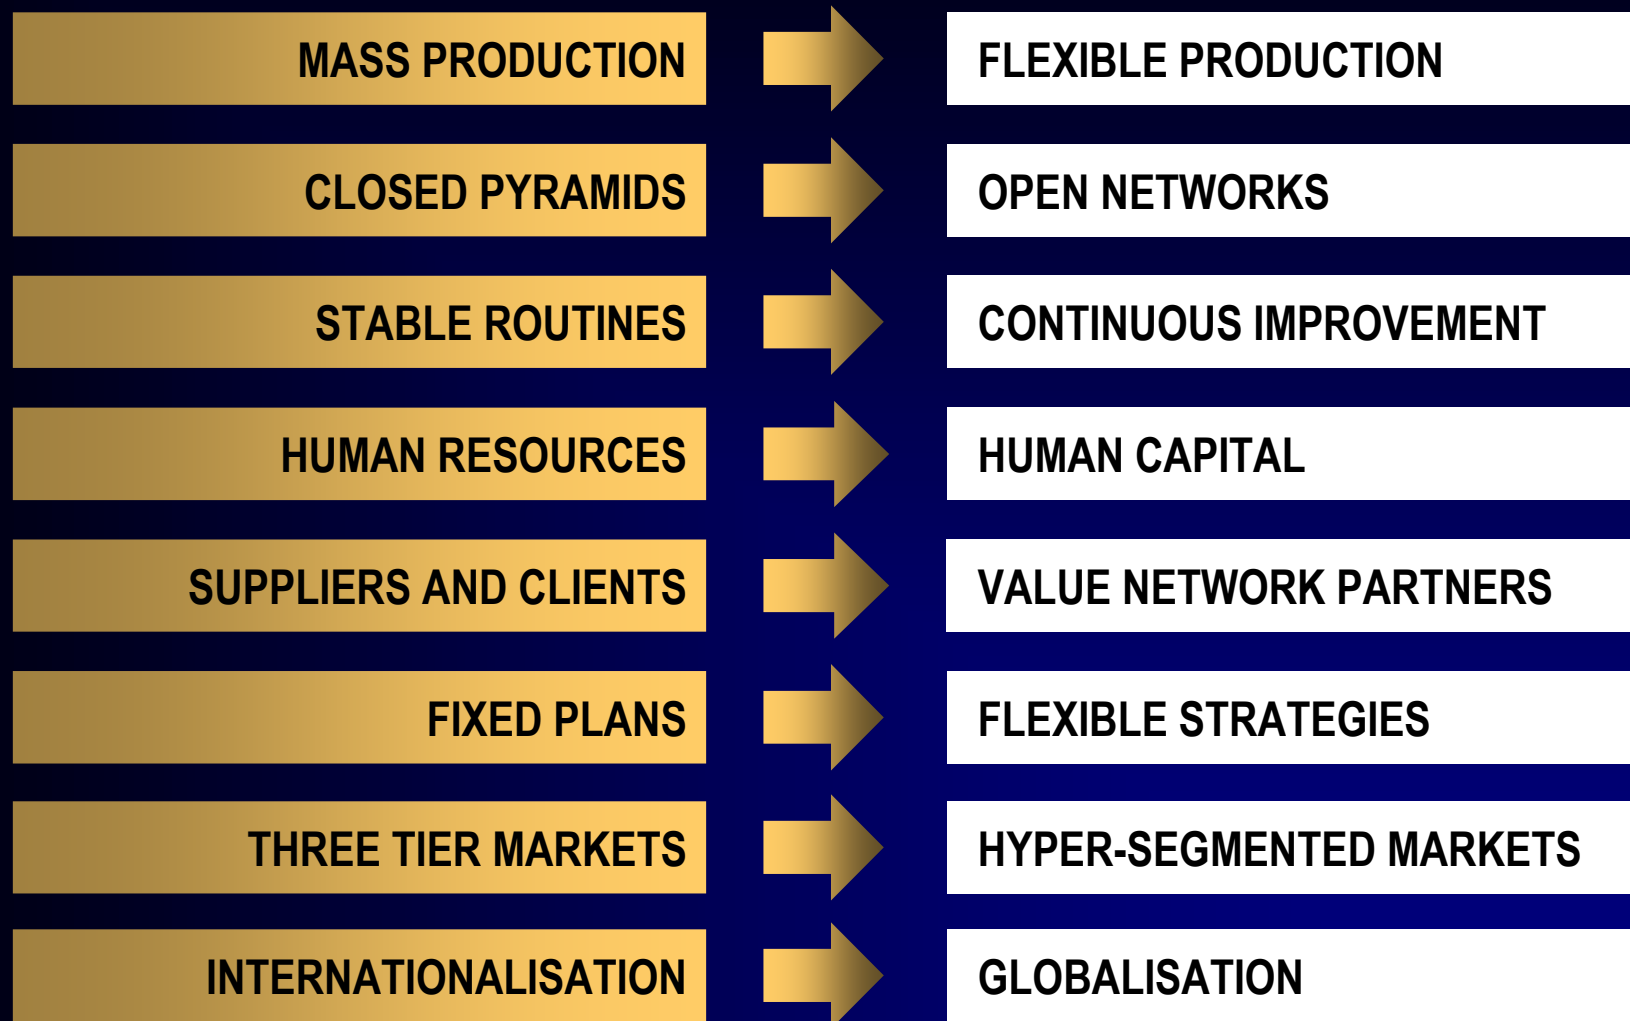 MASS PRODUCTION FLEXIBLE PRODUCTION
CLOSED PYRAMIDS OPEN NETWORKS
STABLE ROUTINES CONTINUOUS IMPROVEMENT
HUMAN RESOURCES HUMAN CAPITAL
SUPPLIERS AND CLIENTS VALUE NETWORK PARTNERS
FIXED PLANS FLEXIBLE STRATEGIES
THREE TIER MARKETS HYPER-SEGMENTED MARKETS
INTERNATIONALISATION GLOBALISATION